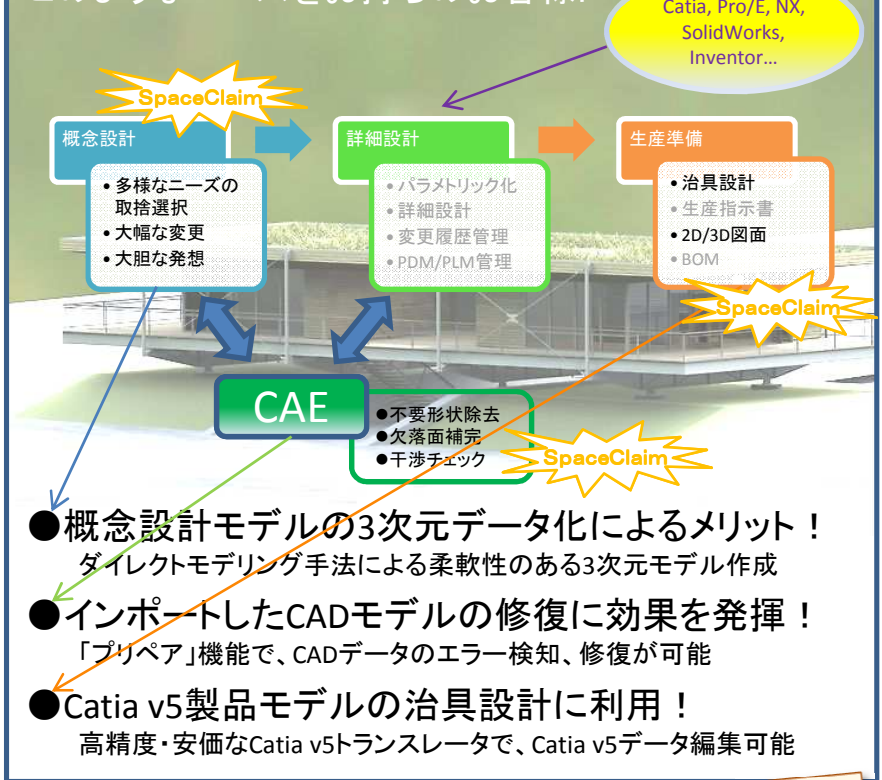 Catia, Pro/E, NX,
SolidWorks,
Inventor…
SpaceClaim
概念設計
• 多様なニーズの
取捨選択
• 大幅な変更
• 大胆な発想
詳細設計
• パラメトリック化
• 詳細設計
• 変更履歴管理
• PDM/PLM管理
生産準備
• 治具設計
• 生産指示書
• 2D/3D図面
• BOM
SpaceClaim
CAE
●不要形状除去
●欠落面補完
●干渉チェック
SpaceClaim
●概念設計モデルの3次元データ化によるメリット！
ダイレクトモデリング手法による柔軟性のある3次元モデル作成
●インポートしたCADモデルの修復に効果を発揮！
「プリペア」機能で、CADデータのエラー検知、修復が可能
●Catia v5製品モデルの治具設計に利用！
高精度・安価なCatia v5トランスレータで、Catia v5データ編集可能